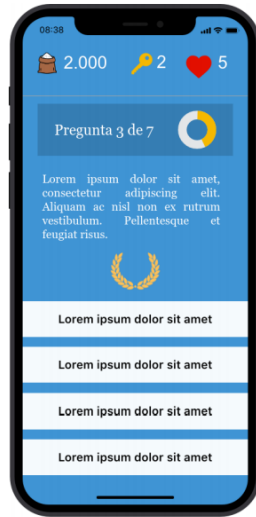 08:38
2.000 2 5
Pregunta 3 de 7
Lorem ipsum dolor sit amet,
consectetur adipiscing elit.
Aliquam ac nisl non ex rutrum
vestibulum. Pellentesque et
feugiat risus.
Lorem ipsum dolor sit amet
Lorem ipsum dolor sit amet
Lorem ipsum dolor sit amet
Lorem ipsum dolor sit amet